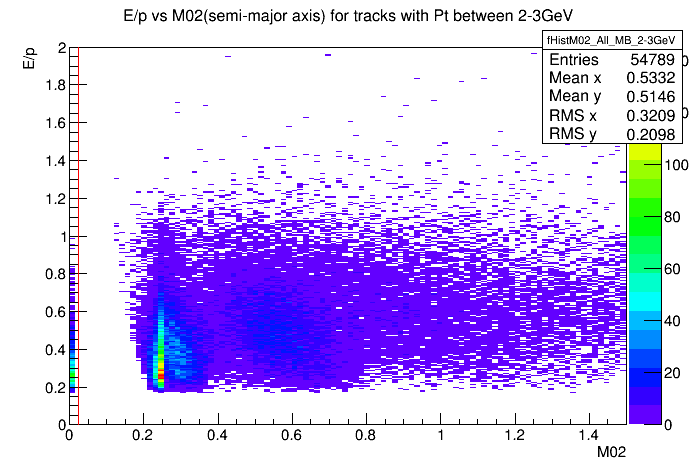 E/p vs M02(semi-major axis) for tracks with Pt between 2-3GeV
fHistM02_All_MB_2-3GeV
Entries 54789
Mean x 0.5332
Mean y 0.5146
RMS x 0.3209
RMS y 0.2098
E/p
2
1.8
1.6
1.4
1.2
1
0.8
0.6
0.4
0.2
0
0 0.2 0.4 0.6 0.8 1 1.2 1.4
M02
100
80
60
40
20
0